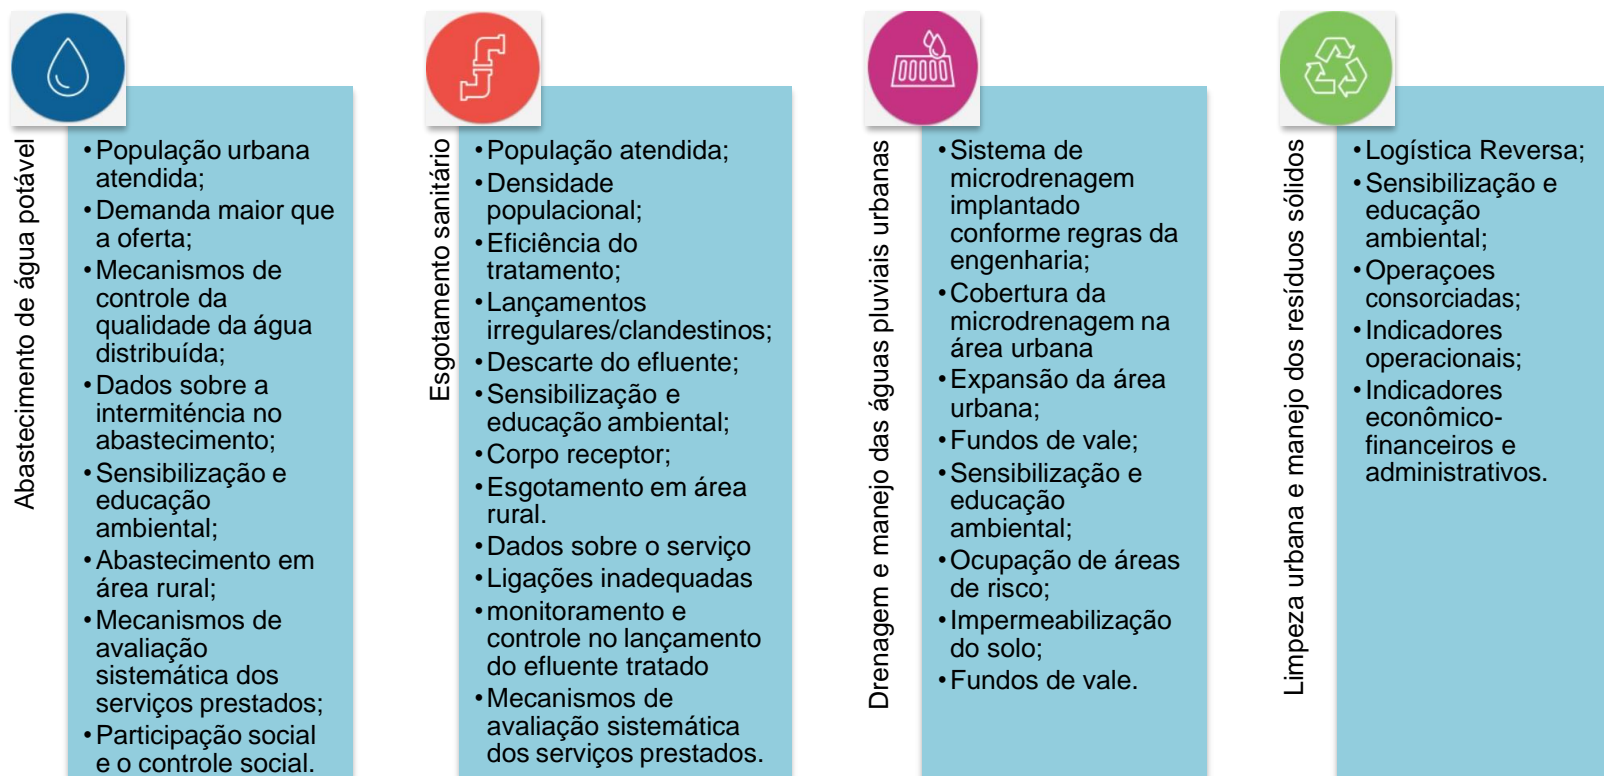 Abastecimento de água potável
•População urbana
atendida;
•Demanda maior que
a oferta;
•Mecanismos de
controle da
qualidade da água
distribuída;
•Dados sobre a
intermiténcia no
abastecimento;
•Sensibilização e
educação
ambiental;
•Abastecimento em
área rural;
•Mecanismos de
avaliação
sistemática dos
serviços prestados;
•Participação social
e o controle social.
Esgotamento sanitário
•População atendida;
•Densidade
populacional;
•Eficiência do
tratamento;
•Lançamentos
irregulares/clandestinos;
•Descarte do efluente;
•Sensibilização e
educação ambiental;
•Corpo receptor;
•Esgotamento em área
rural.
•Dados sobre o serviço
•Ligações inadequadas
•monitoramento e
controle no lançamento
do efluente tratado
•Mecanismos de
avaliação sistemática
dos serviços prestados.
Drenagem e manejo das águas pluviais urbanas
•Sistema de
microdrenagem
implantado
conforme regras da
engenharia;
•Cobertura da
microdrenagem na
área urbana
•Expansão da área
urbana;
•Fundos de vale;
•Sensibilização e
educação
ambiental;
•Ocupação de áreas
de risco;
•Impermeabilização
do solo;
•Fundos de vale.
Limpeza urbana e manejo dos resíduos sólidos
•Logística Reversa;
•Sensibilização e
educação
ambiental;
•Operaçoes
consorciadas;
•Indicadores
operacionais;
•Indicadores
econômico-
financeiros e
administrativos.